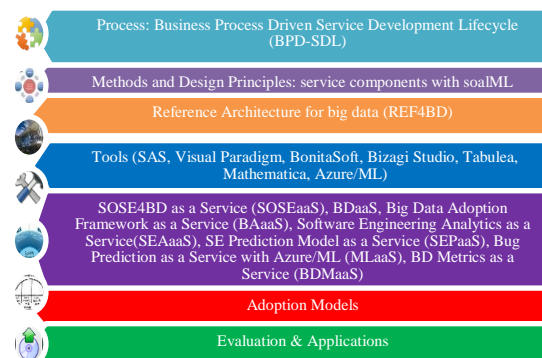 Process: Business Process Driven Service Development Lifecycle
(BPD-SDL)
Methods and Design Principles: service components with soalML
Reference Architecture for big data (REF4BD)
Tools (SAS, Visual Paradigm, BonitaSoft, Bizagi Studio, Tabulea,
Mathematica, Azure/ML)
SOSE4BD as a Service (SOSEaaS), BDaaS, Big Data Adoption
Framework as a Service (BAaaS), Software Engineering Analytics as a
Service(SEAaaS), SE Prediction Model as a Service (SEPaaS), Bug
Prediction as a Service with Azure/ML (MLaaS), BD Metrics as a
Service (BDMaaS)
Adoption Models
Evaluation & Applications